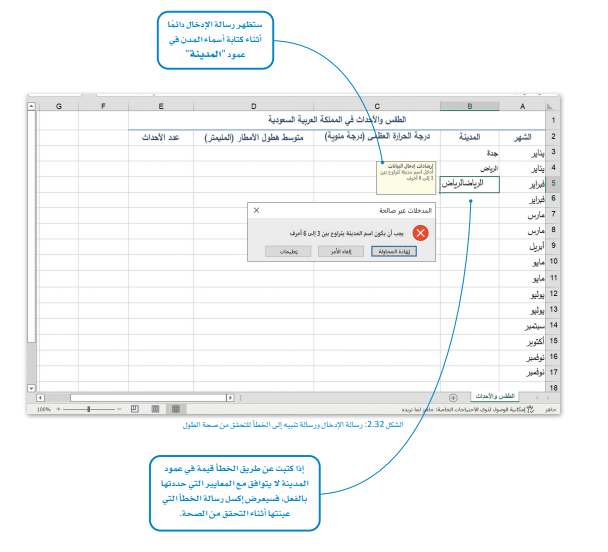 ستظهر رسالة الإدخال دائمًا
أثناء كتابة أسماء المدن في
عمود "المدينة"
A B C D E F G
1 الطقس والأحداث في المملكة العربية السعودية
2 الشهر المدينة درجة الحرارة العظمى (درجة مئوية) متوسط هطول الأمطار (المليمتر) عدد الأحداث
3 يناير جدة
4 يناير الرياض
5 فبراير الرياضالرياض
6 فبراير
7 مارس
8 مارس
9 أبريل
10 مايو
11 مايو
12 يوليو
13 يوليو
14 سبتمبر
15 أكتوبر
16 نوفمبر
17 نوفمبر
18
إرشادات إدخال البيانات
أدخل اسم مدينة تتراوح بين
3 إلى 6 أحرف
المدخلات غير صالحة
يجب أن يكون اسم المدينة يتراوح بين 3 إلى 6 أحرف
إعادة المحاولة إلغاء الأمر تعليمات
الطقس والأحداث
جاهز إمكانية الوصول لذوي الاحتياجات الخاصة: جاهز لما تريده 100%
الشكل 2.32: رسالة الإدخال ورسالة تنبيه إلى الخطأ للتحقق من صحة الطول
إذا كتبت عن طريق الخطأ قيمة في عمود
المدينة لا يتوافق مع المعايير التي حددتها
بالفعل، فسيعرض إكسل رسالة الخطأ التي
عينتها أثناء التحقق من الصحة.